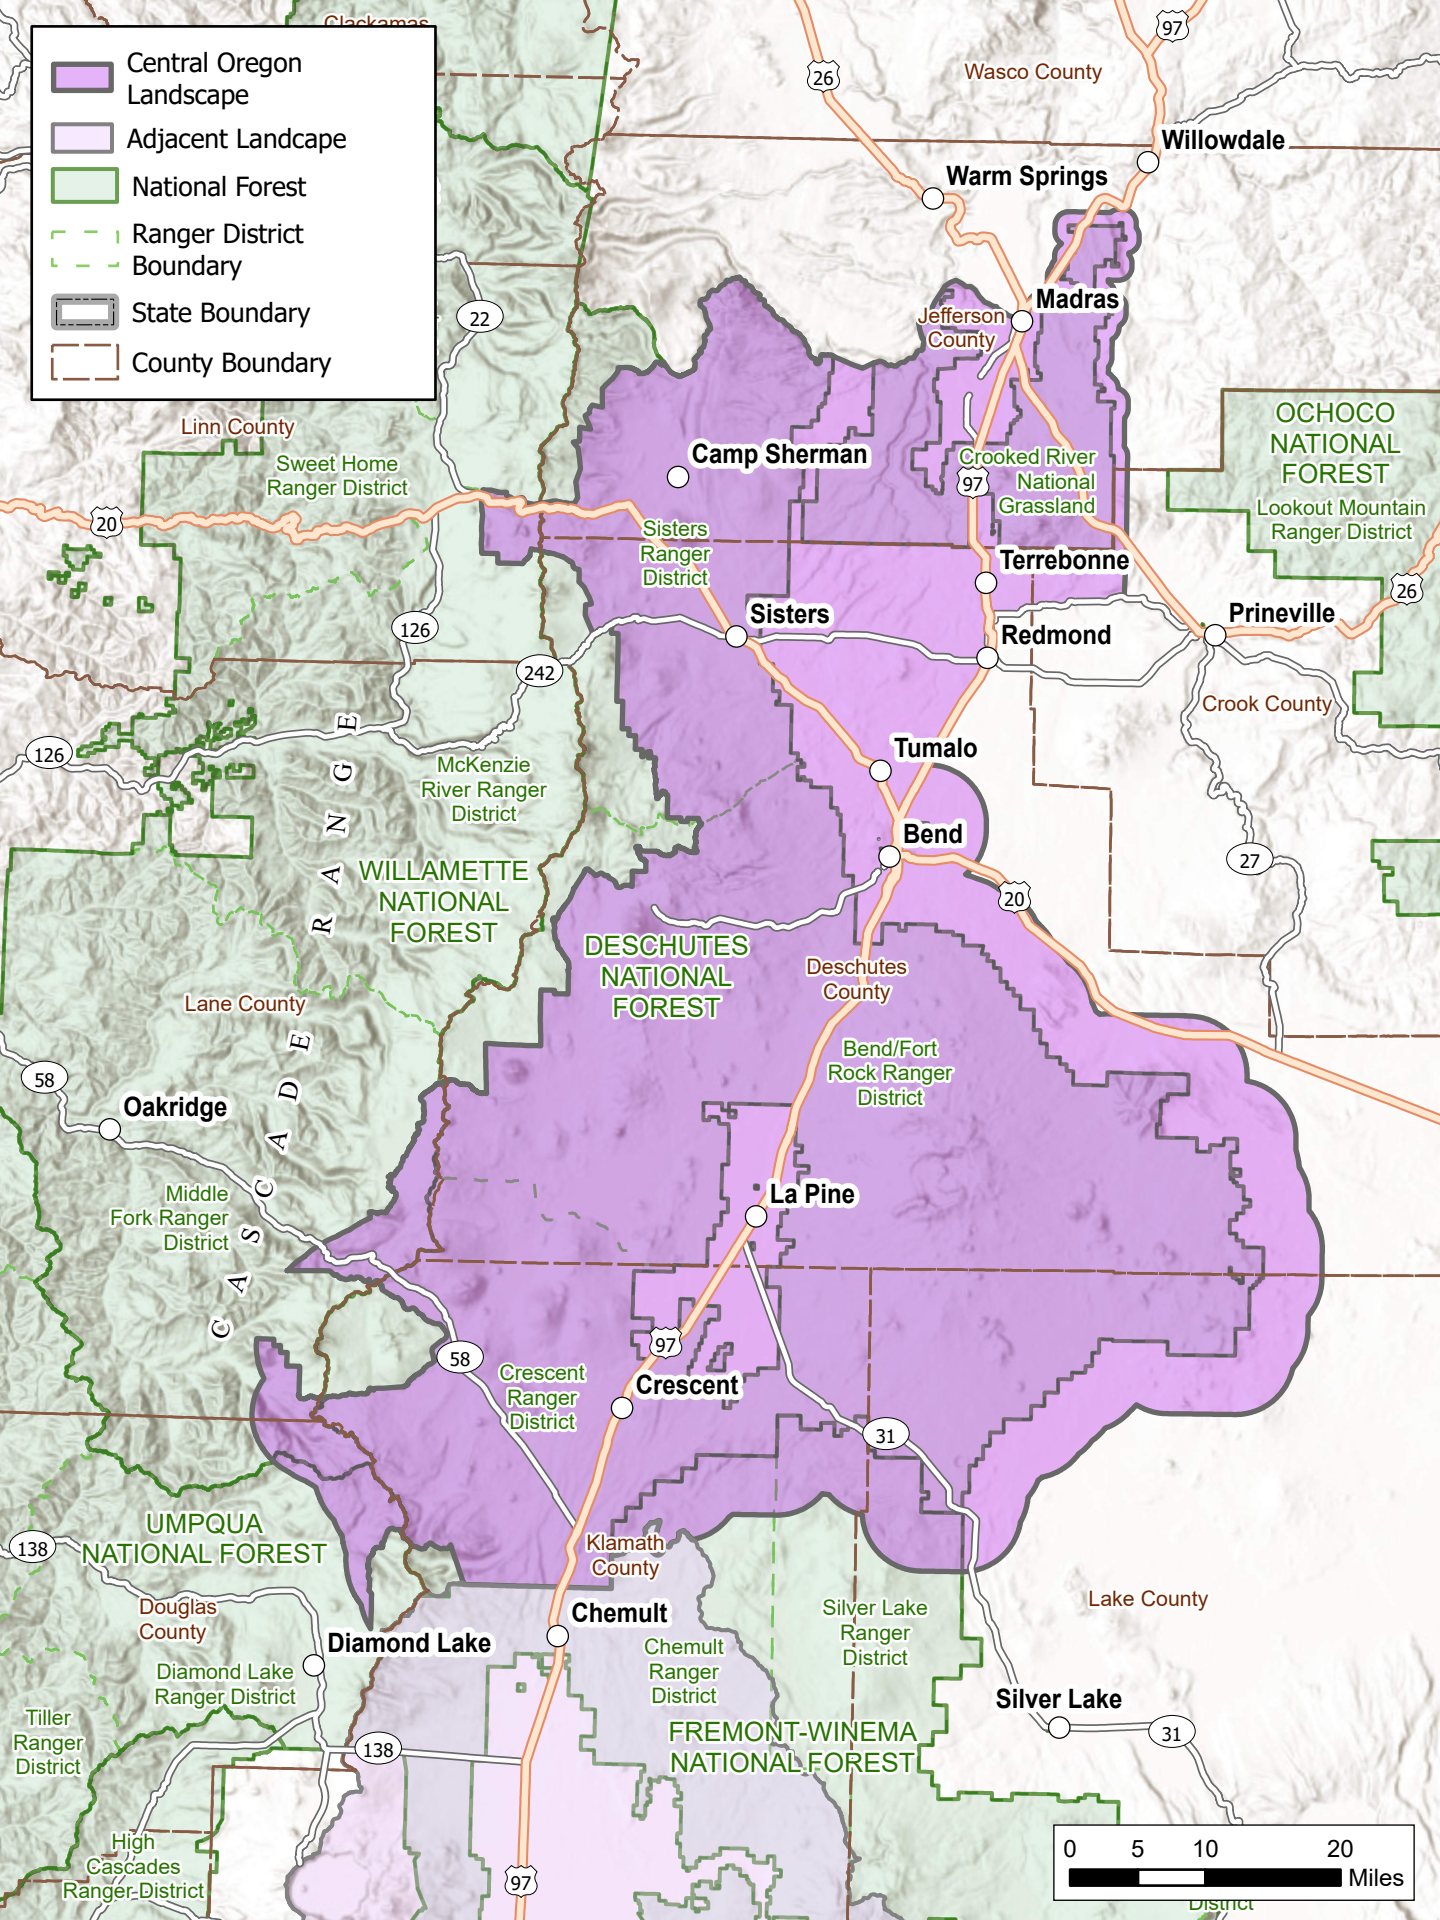 Clackamas
Central Oregon
Landscape
Adjacent Landcape
National Forest
Ranger District
Boundary
State Boundary
County Boundary
97
26
Wasco County
Willowdale
Warm Springs
22
Madras
Jefferson
County
Linn County
OCHOCO
NATIONAL
FOREST
Sweet Home
Ranger District
Camp Sherman
Crooked River
National
Grassland
97
Lookout Mountain
Ranger District
20
Sisters
Ranger
District
Terrebonne
26
126
Sisters
Redmond
Prineville
242
Crook County
126
McKenzie
River Ranger
District
Tumalo
Bend
27
WILLAMETTE
NATIONAL
FOREST
20
DESCHUTES
NATIONAL
FOREST
Deschutes
County
Lane County
CASCADE RANGE
Bend/Fort
Rock Ranger
District
58
Oakridge
Middle
Fork Ranger
District
La Pine
97
58
Crescent
Ranger
District
Crescent
31
UMPQUA
NATIONAL FOREST
138
Klamath
County
Douglas
County
Chemult
Lake County
Silver Lake
Ranger
District
Diamond Lake
Diamond Lake
Ranger District
Chemult
Ranger
District
Silver Lake
Tiller
Ranger
District
FREMONT-WINEMA
NATIONAL FOREST
31
138
High
Cascades
Ranger District
97
0 5 10 20
Miles
District